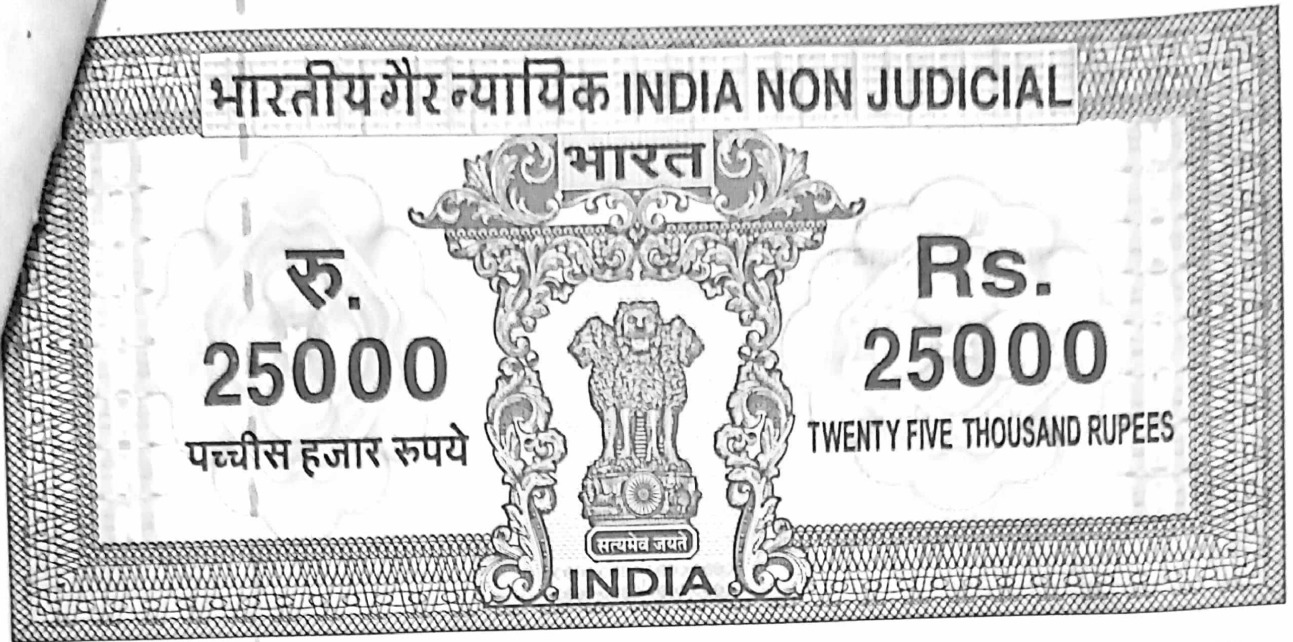 भारतीय गैर न्यायिक INDIA NON JUDICIAL
भारत
रु.
25000
पच्चीस हजार रुपये
Rs.
25000
TWENTY FIVE THOUSAND RUPEES
सत्यमेव जयते
INDIA